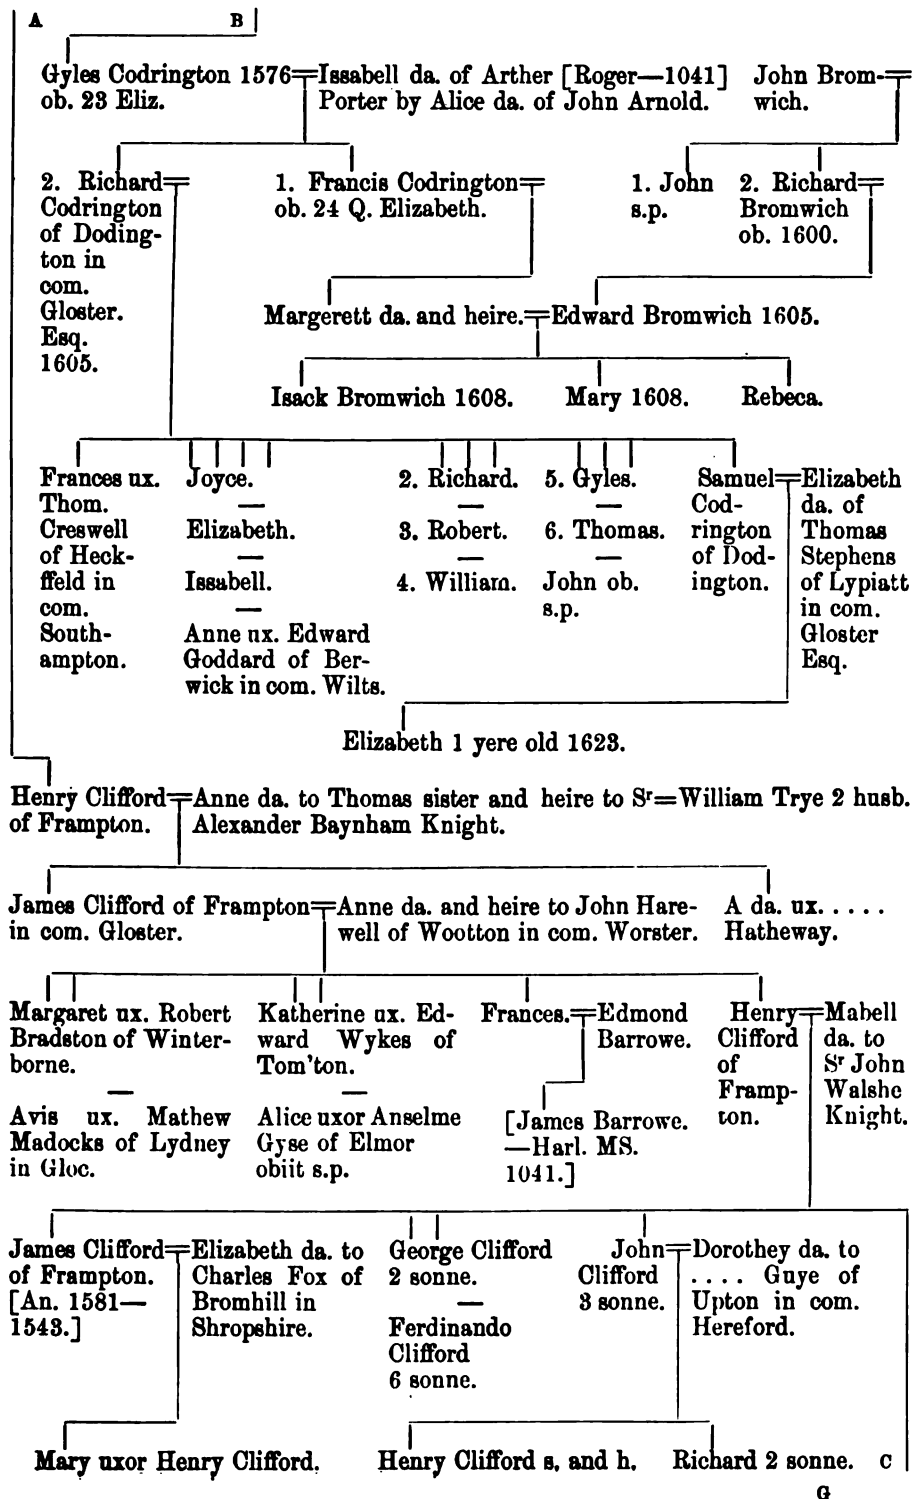 A B
Gyles Codrington 1576=Issabell da. of Arther [Roger—1041] John Brom-=
ob. 23 Eliz. Porter by Alice da. of John Arnold. wich.
2. Richard=
Codrington
of Doding-
ton in
com.
Gloster.
Esq.
1605.
1. Francis Codrington=
ob. 24 Q. Elizabeth.
1. John
s.p.
2. Richard=
Bromwich
ob. 1600.
Margerett da. and heire.=Edward Bromwich 1605.
Isack Bromwich 1608. Mary 1608. Rebeca.
Frances ux.
Thom.
Creswell
of Heck-
ffeld in
com.
South-
ampton.
Joyce.
—
Elizabeth.
—
Issabell.
—
Anne ux. Edward
Goddard of Ber-
wick in com. Wilts.
2. Richard.
—
3. Robert.
—
4. William.
5. Gyles.
—
6. Thomas.
—
John ob.
s.p.
Samuel=
Cod-
rington
of Dod-
ington.
Elizabeth
da. of
Thomas
Stephens
of Lypiatt
in com.
Gloster
Esq.
Elizabeth 1 yere old 1623.
Henry Clifford=Anne da. to Thomas sister and heire to Sʳ=William Trye 2 husb.
of Frampton. Alexander Baynham Knight.
James Clifford of Frampton=Anne da. and heire to John Hare- A da. ux. . . . .
in com. Gloster. well of Wootton in com. Worster. Hatheway.
Margaret ux. Robert
Bradston of Winter-
borne.
—
Avis ux. Mathew
Madocks of Lydney
in Gloc.
Katherine ux. Ed-
ward Wykes of
Tom'ton.
—
Alice uxor Anselme
Gyse of Elmor
obiit s.p.
Frances.=Edmond
Barrowe.
[James Barrowe.
—Harl. MS.
1041.]
Henry=
Clifford
of
Framp-
ton.
Mabell
da. to
Sʳ John
Walshe
Knight.
James Clifford=
of Frampton.
[An. 1581—
1543.]
Elizabeth da. to
Charles Fox of
Bromhill in
Shropshire.
George Clifford
2 sonne.
—
Ferdinando
Clifford
6 sonne.
John=
Clifford
3 sonne.
Dorothey da. to
. . . . Guye of
Upton in com.
Hereford.
Mary uxor Henry Clifford. Henry Clifford s. and h. Richard 2 sonne. C
G